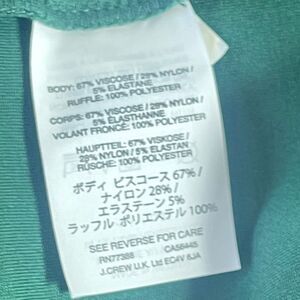 BODY: 67% VISCOSE / 28% NYLON /
5% ELASTANE
RUFFLE: 100% POLYESTER
CORPS: 67% VISCOSE / 28% NYLON /
5% ELASTHANNE
VOLANT FRONCÉ: 100% POLYESTER
HAUPTTEIL: 67% VISKOSE /
28% NYLON / 5% ELASTAN
RÜSCHE: 100% POLYESTER
ボディ ビスコース 67% /
ナイロン 28% /
エラステーン 5%
ラッフル ポリエステル 100%
SEE REVERSE FOR CARE
RN77388 CA56445
J.CREW U.K. Ltd EC4V 6JA